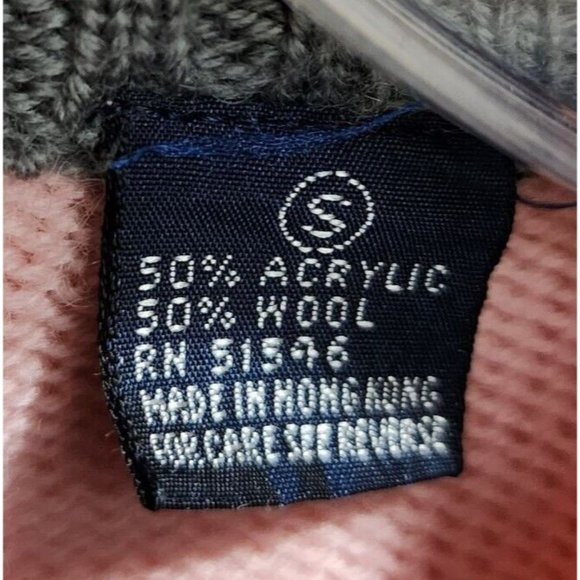 S
50% ACRYLIC
50% WOOL
RN 51546
MADE IN HONG KONG
FOR CARE SEE REVERSE